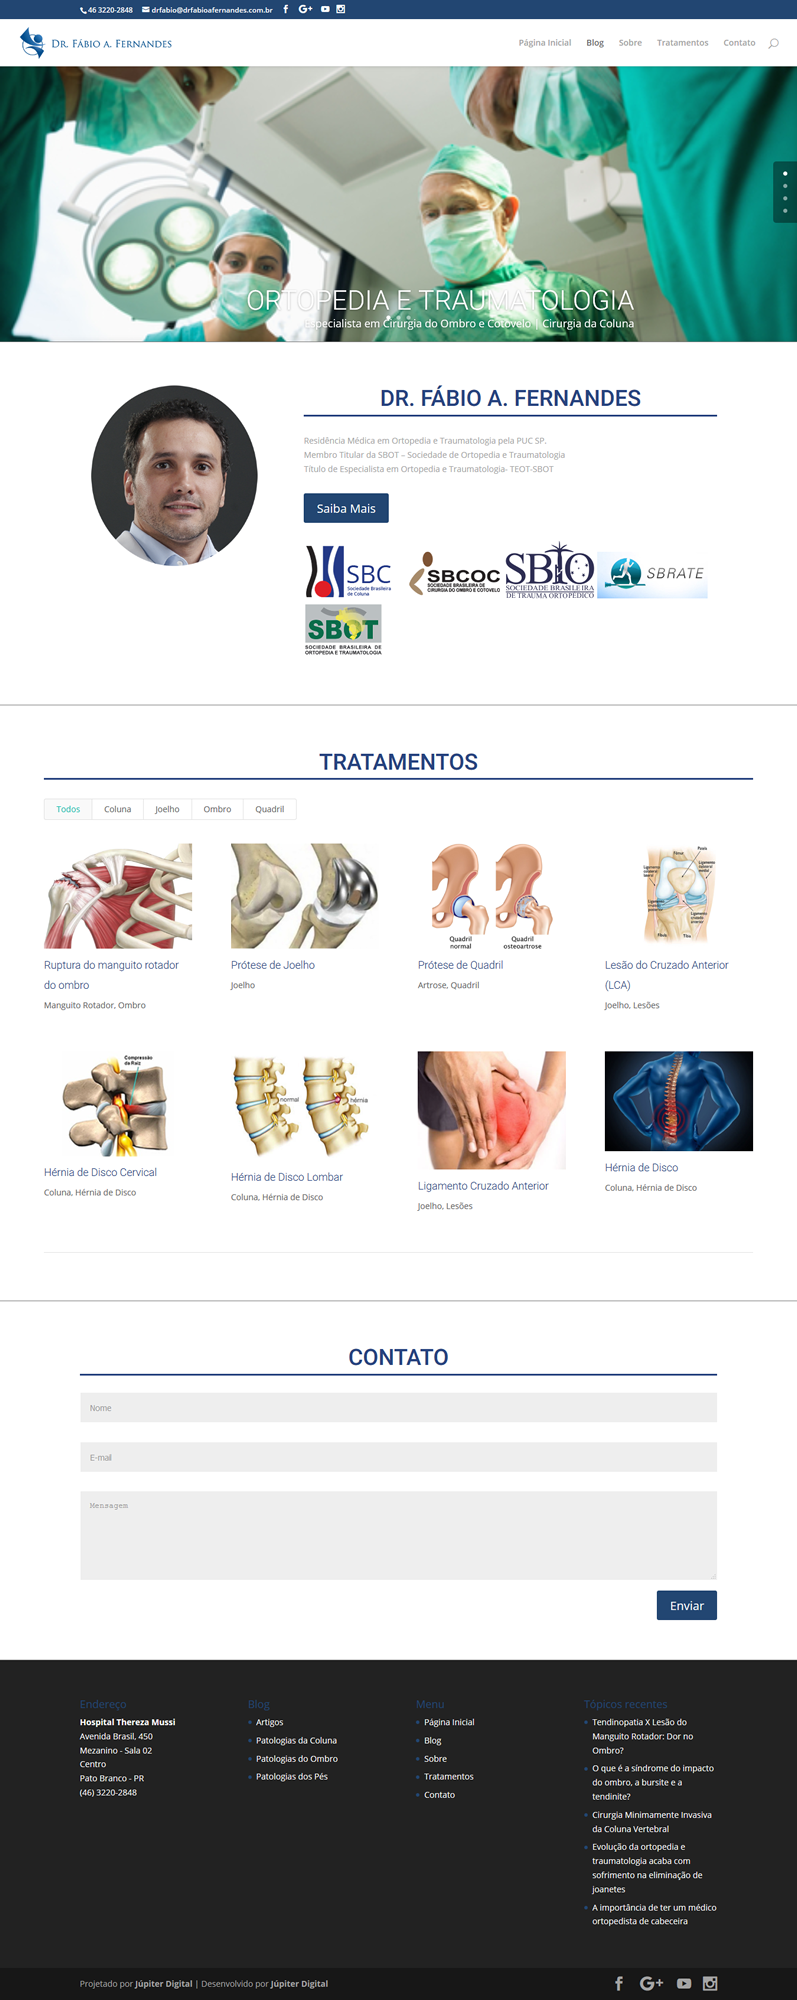 46 3220-2848 drfabio@drfabioafernandes.com.br
DR. FÁBIO A. FERNANDES
Página Inicial Blog Sobre Tratamentos Contato
ORTOPEDIA E TRAUMATOLOGIA
Especialista em Cirurgia do Ombro e Cotovelo | Cirurgia da Coluna
DR. FÁBIO A. FERNANDES
Residência Médica em Ortopedia e Traumatologia pela PUC SP.
Membro Titular da SBOT – Sociedade de Ortopedia e Traumatologia
Título de Especialista em Ortopedia e Traumatologia- TEOT-SBOT
Saiba Mais
SBC
Sociedade Brasileira
de Coluna
SBCOC
SOCIEDADE BRASILEIRA DE
CIRURGIA DO OMBRO E COTOVELO
SBTO
SOCIEDADE BRASILEIRA
DE TRAUMA ORTOPÉDICO
SBRATE
SBOT
SOCIEDADE BRASILEIRA DE
ORTOPEDIA E TRAUMATOLOGIA
TRATAMENTOS
Todos Coluna Joelho Ombro Quadril
Quadril
normal
Quadril
osteoartrose
Fêmur
Patela
Ligamento
cruzado
anterior
Fíbula
Tíbia
Ruptura do manguito rotador
do ombro
Manguito Rotador, Ombro
Prótese de Joelho
Joelho
Prótese de Quadril
Artrose, Quadril
Lesão do Cruzado Anterior
(LCA)
Joelho, Lesões
Compressão
da Raiz
normal
hérnia
Hérnia de Disco Cervical
Coluna, Hérnia de Disco
Hérnia de Disco Lombar
Coluna, Hérnia de Disco
Ligamento Cruzado Anterior
Joelho, Lesões
Hérnia de Disco
Coluna, Hérnia de Disco
CONTATO
Nome
E-mail
Mensagem
Enviar
Endereço
Hospital Thereza Mussi
Avenida Brasil, 450
Mezanino - Sala 02
Centro
Pato Branco - PR
(46) 3220-2848
Blog
Artigos
Patologias da Coluna
Patologias do Ombro
Patologias dos Pés
Menu
Página Inicial
Blog
Sobre
Tratamentos
Contato
Tópicos recentes
Tendinopatia X Lesão do
Manguito Rotador: Dor no
Ombro?
O que é a síndrome do impacto
do ombro, a bursite e a
tendinite?
Cirurgia Minimamente Invasiva
da Coluna Vertebral
Evolução da ortopedia e
traumatologia acaba com
sofrimento na eliminação de
joanetes
A importância de ter um médico
ortopedista de cabeceira
Projetado por Júpiter Digital | Desenvolvido por Júpiter Digital